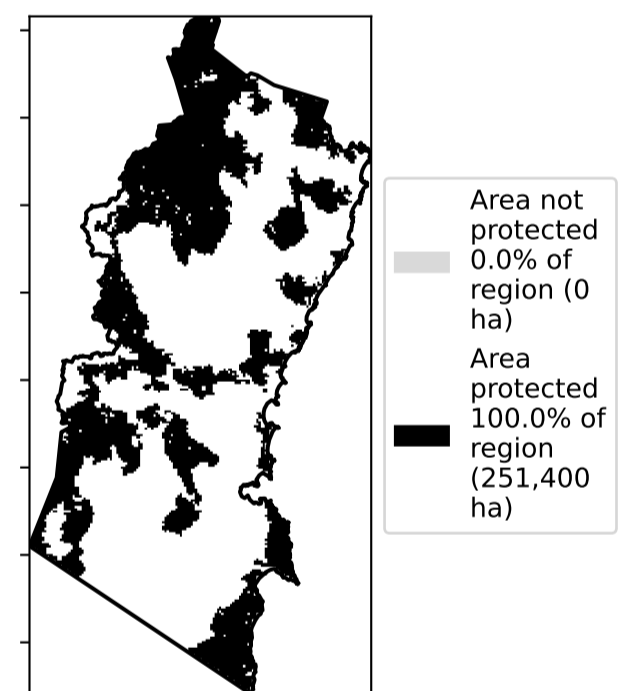 Area not
protected
0.0% of
region (0
ha)
Area
protected
100.0% of
region
(251,400
ha)